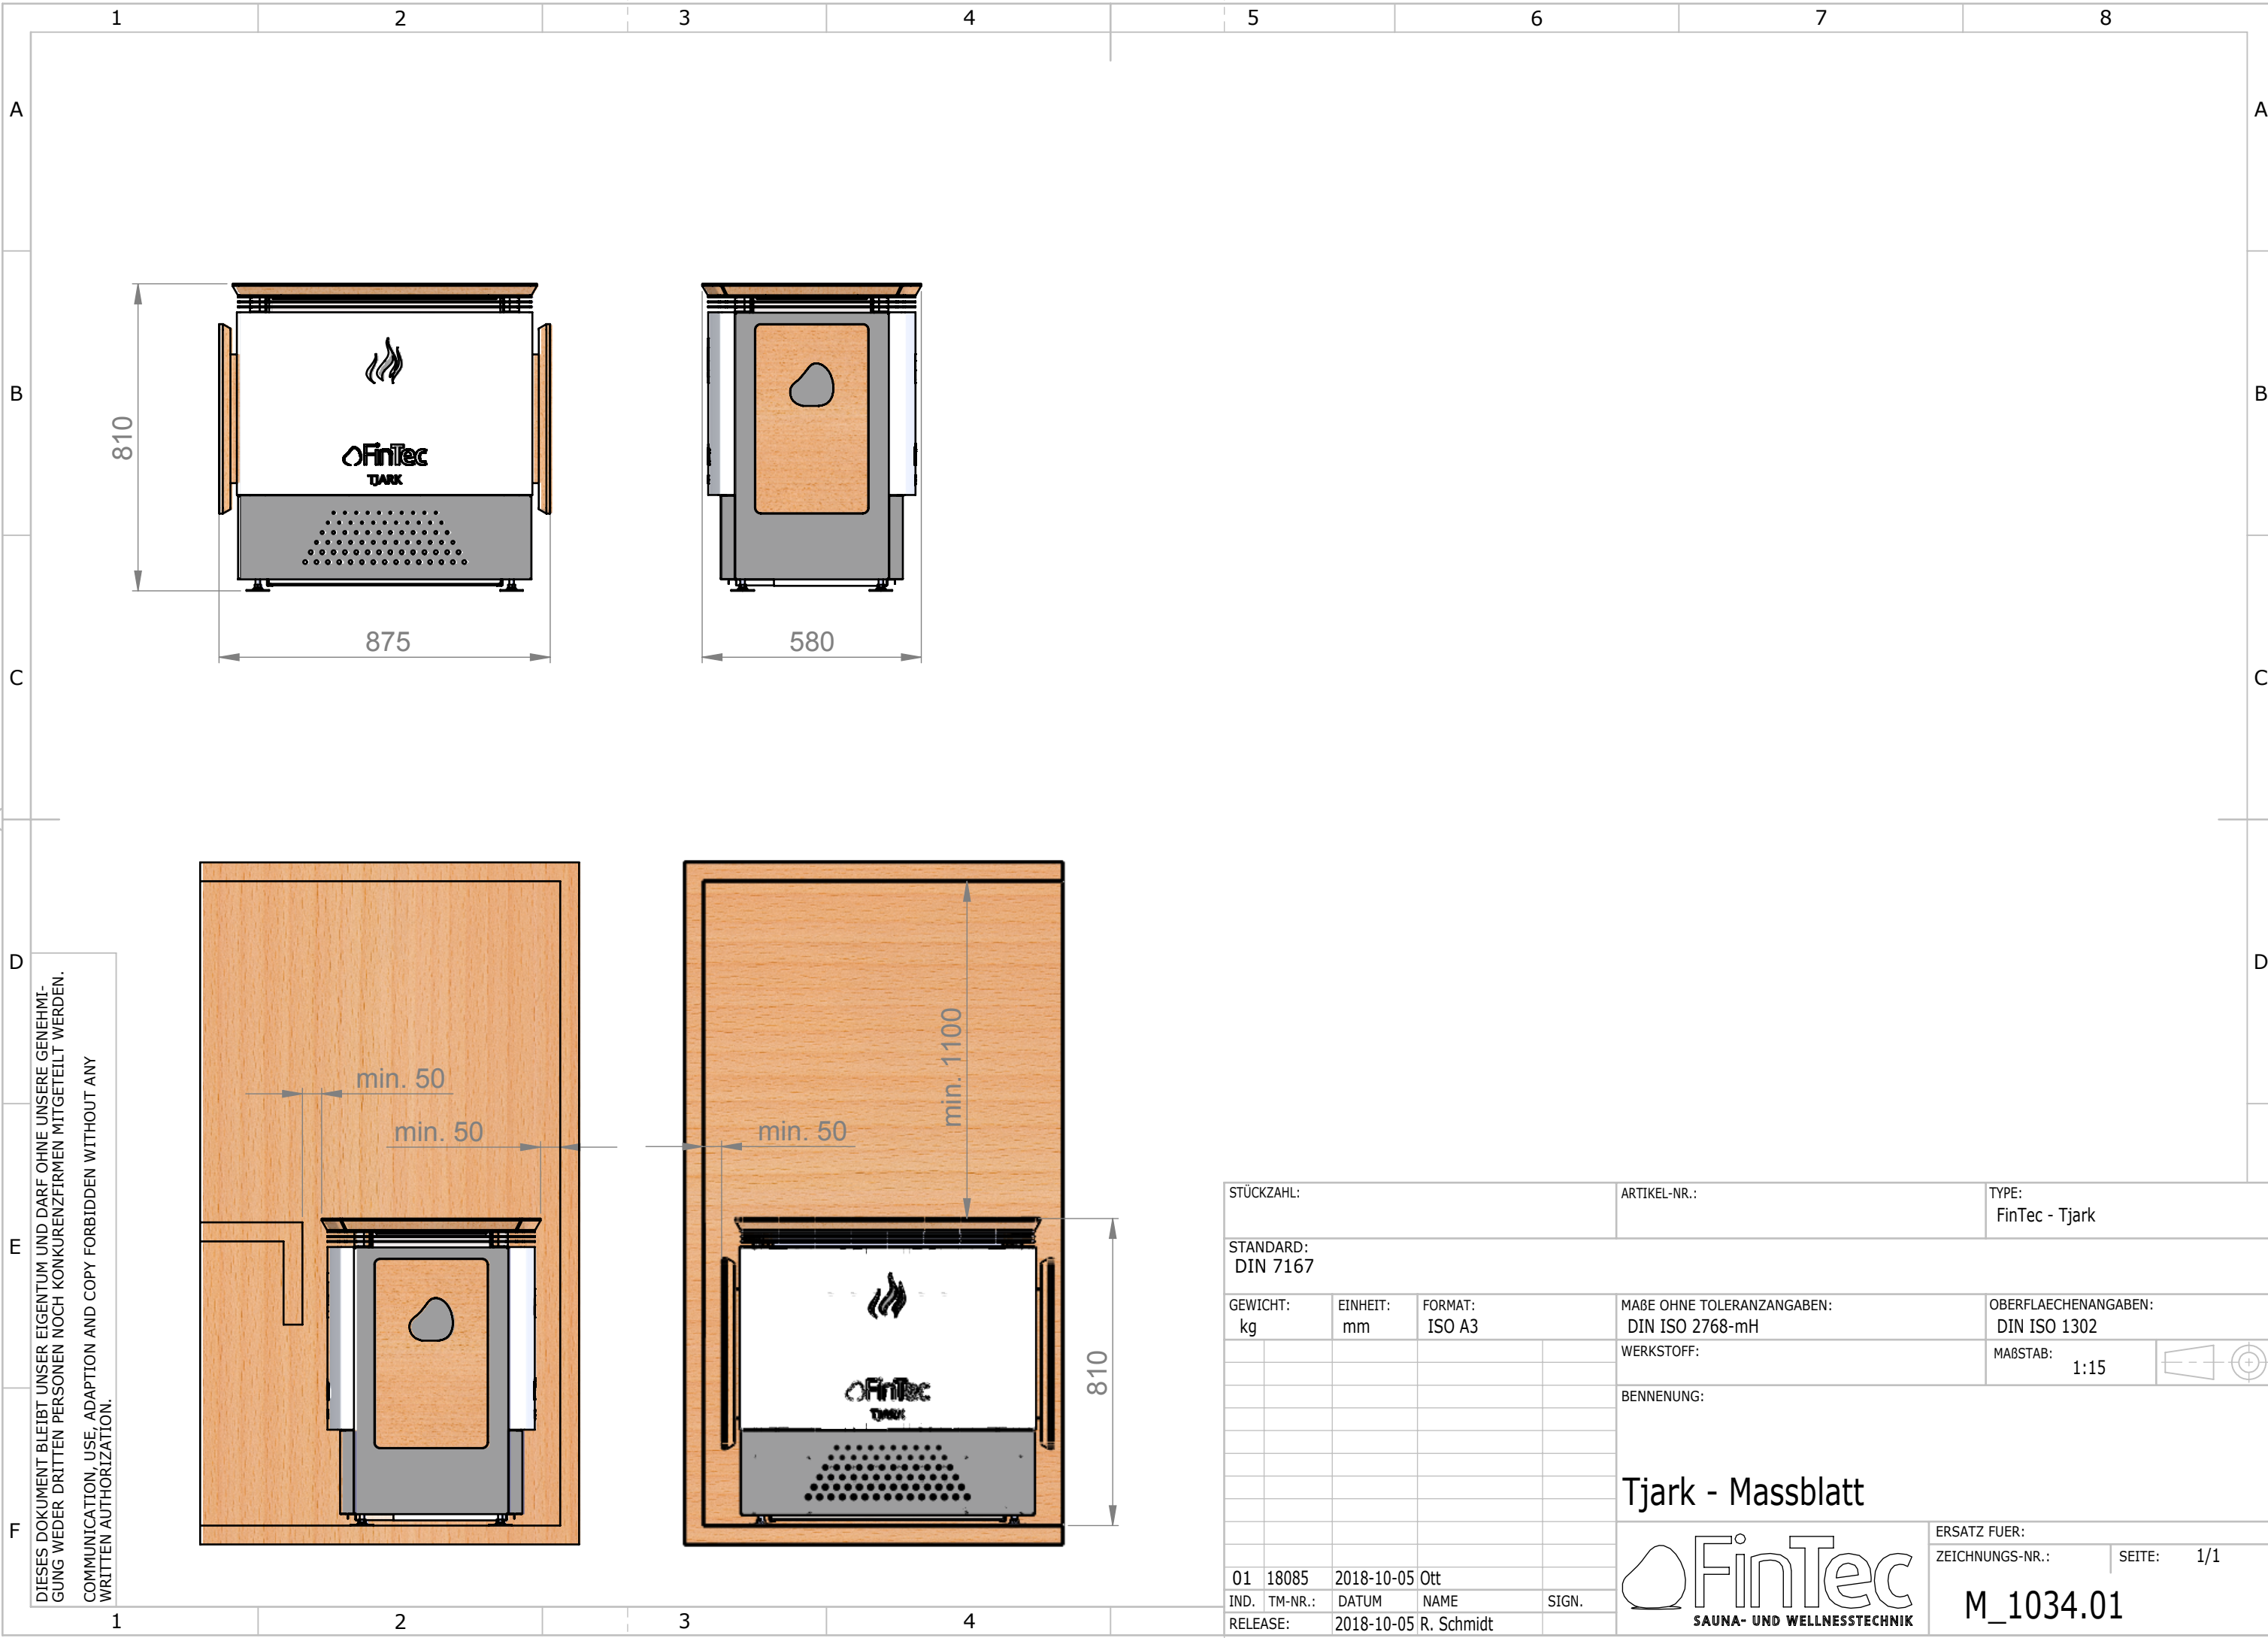 1 2 3 4 5 6 7 8
A A
B B
C C
D D
E
F
810
FinTec
TJARK
875
580
min. 50
min. 50
min. 50
min. 1100
810
FinTec
TJARK
DIESES DOKUMENT BLEIBT UNSER EIGENTUM UND DARF OHNE UNSERE GENEHMI-
GUNG WEDER DRITTEN PERSONEN NOCH KONKURENZFIRMEN MITGETEILT WERDEN.
COMMUNICATION, USE, ADAPTION AND COPY FORBIDDEN WITHOUT ANY
WRITTEN AUTHORIZATION.
STÜCKZAHL:
ARTIKEL-NR.:
TYPE:
FinTec - Tjark
STANDARD:
DIN 7167
GEWICHT:
kg
EINHEIT:
mm
FORMAT:
ISO A3
MAßE OHNE TOLERANZANGABEN:
DIN ISO 2768-mH
OBERFLAECHENANGABEN:
DIN ISO 1302
WERKSTOFF:
MAßSTAB:
1:15
BENNENUNG:
Tjark - Massblatt
01 18085 2018-10-05 Ott
IND. TM-NR.: DATUM NAME SIGN.
RELEASE: 2018-10-05 R. Schmidt
FinTec
SAUNA- UND WELLNESSTECHNIK
ERSATZ FUER:
ZEICHNUNGS-NR.:
SEITE: 1/1
M_1034.01
1 2 3 4